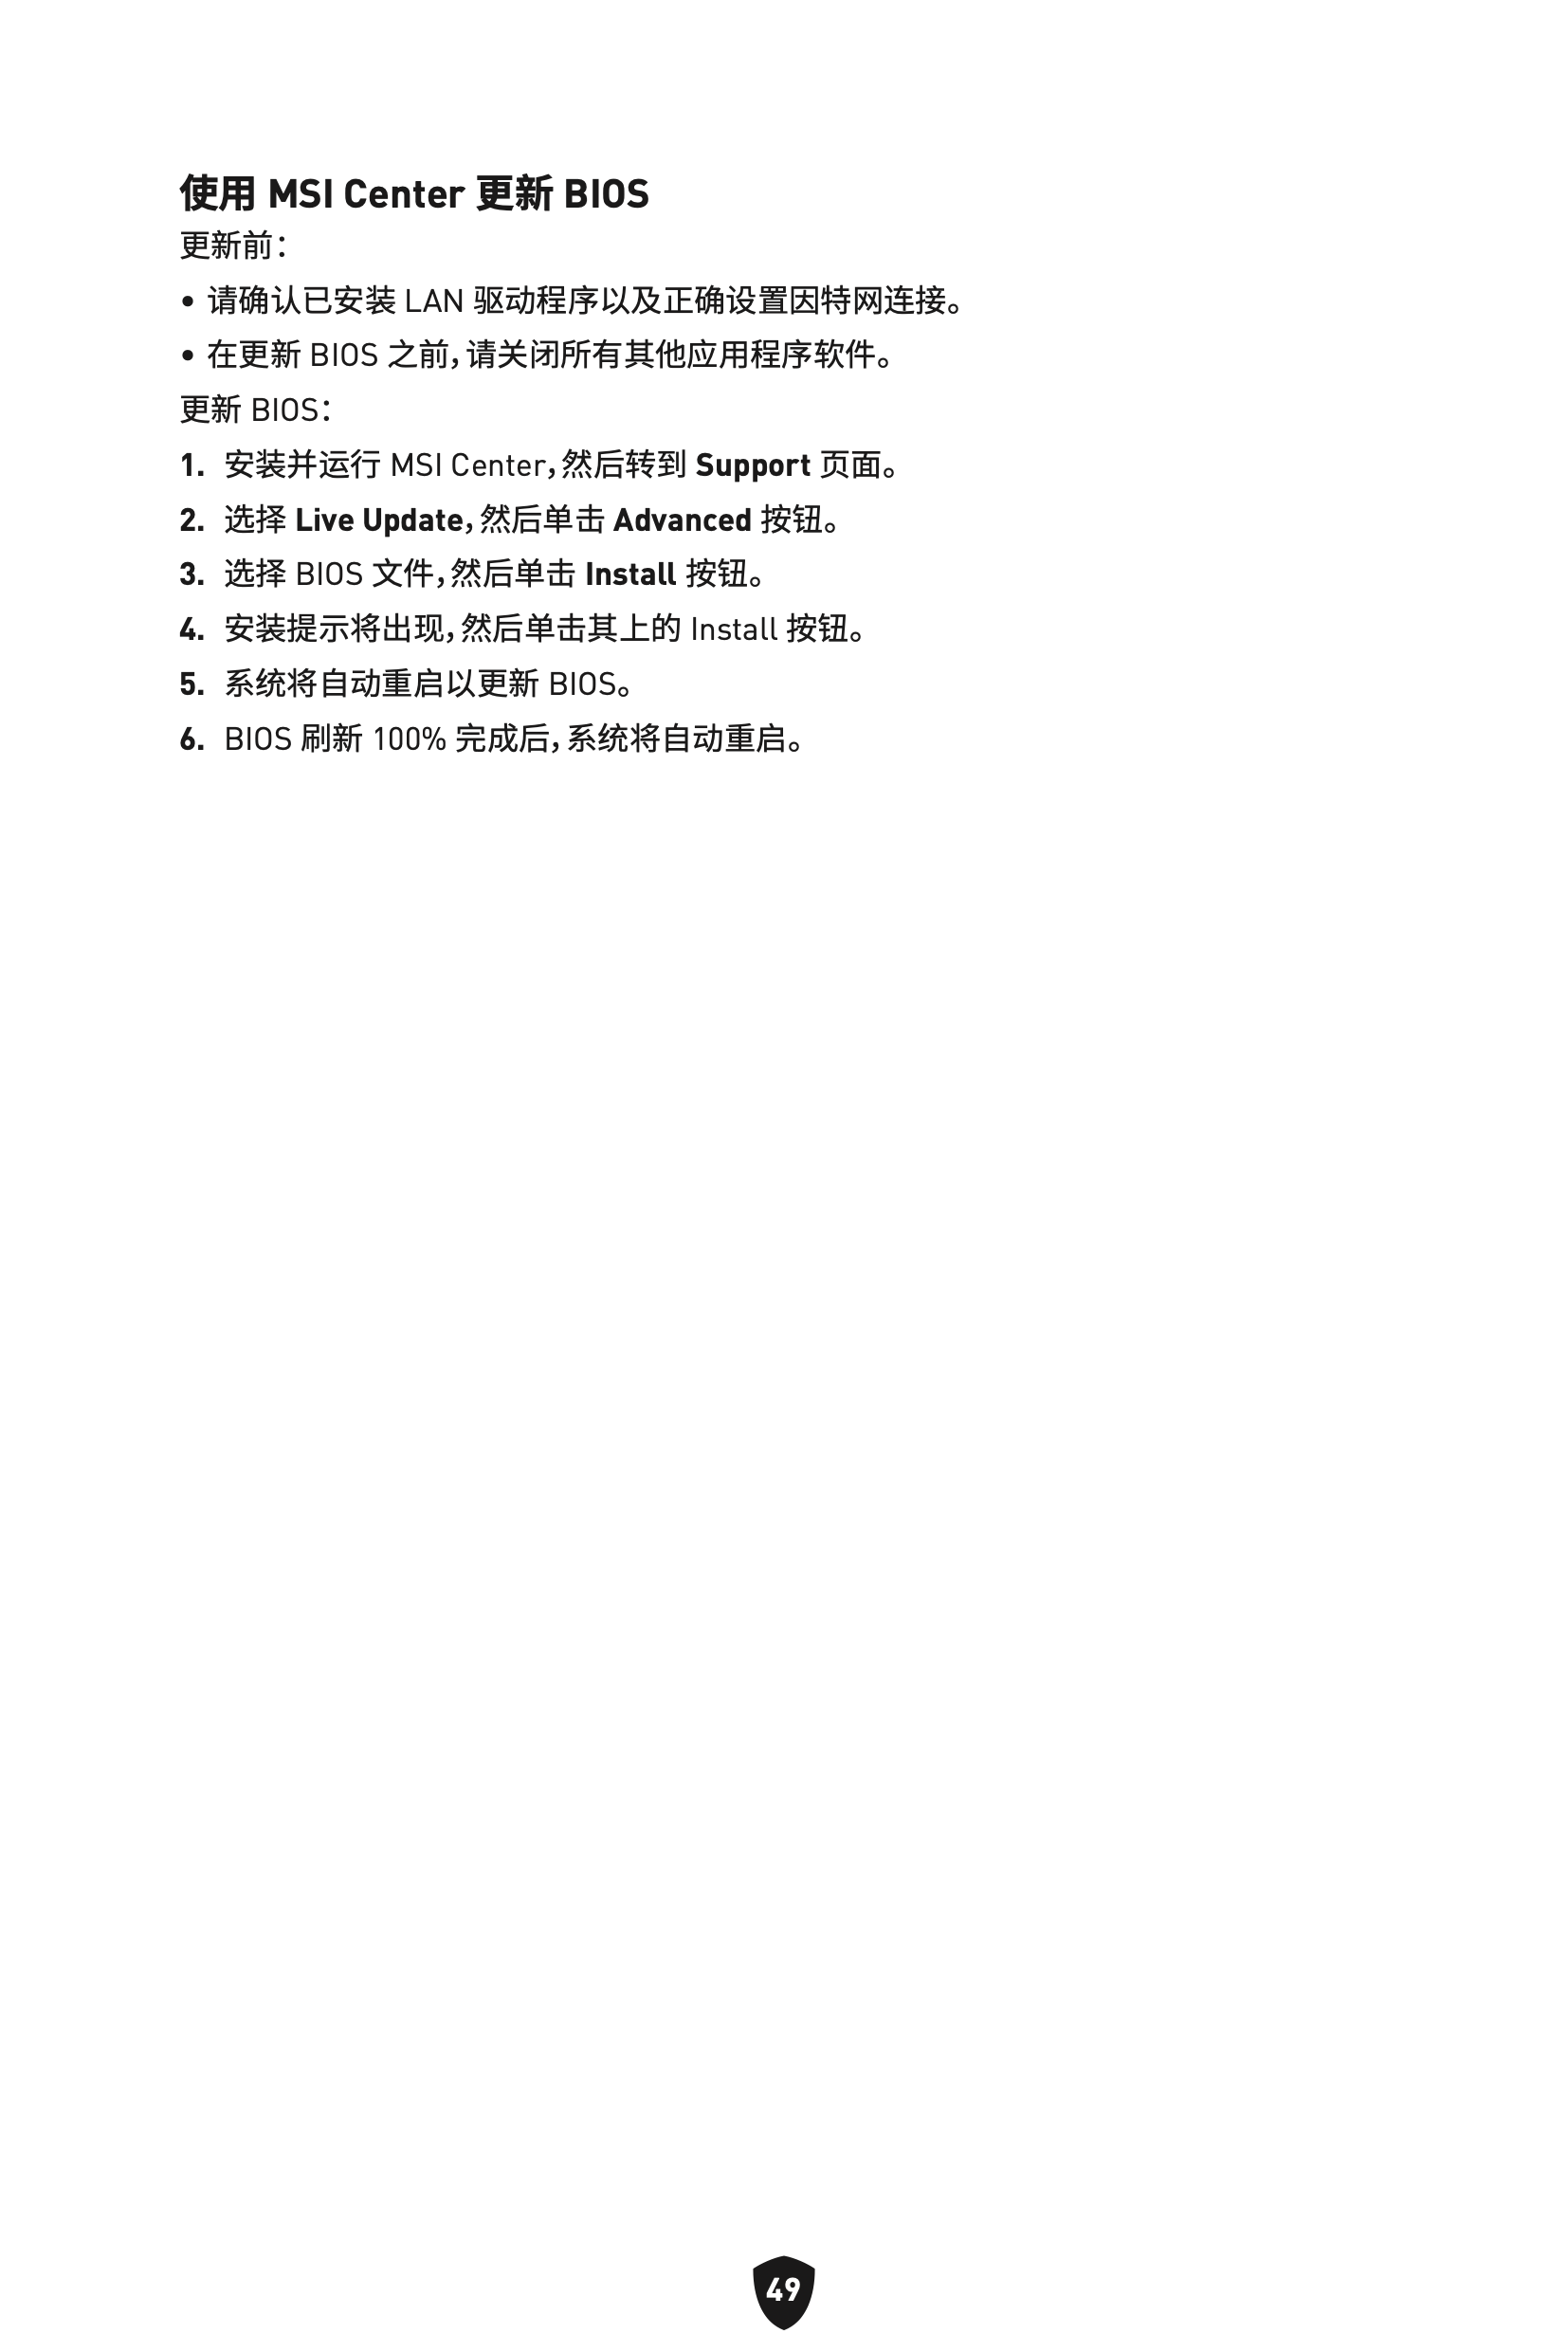 使用 MSI Center 更新 BIOS
更新前：
• 请确认已安装 LAN 驱动程序以及正确设置因特网连接。
• 在更新 BIOS 之前，请关闭所有其他应用程序软件。
更新 BIOS：
1. 安装并运行 MSI Center，然后转到 Support 页面。
2. 选择 Live Update，然后单击 Advanced 按钮。
3. 选择 BIOS 文件，然后单击 Install 按钮。
4. 安装提示将出现，然后单击其上的 Install 按钮。
5. 系统将自动重启以更新 BIOS。
6. BIOS 刷新 100% 完成后，系统将自动重启。
49